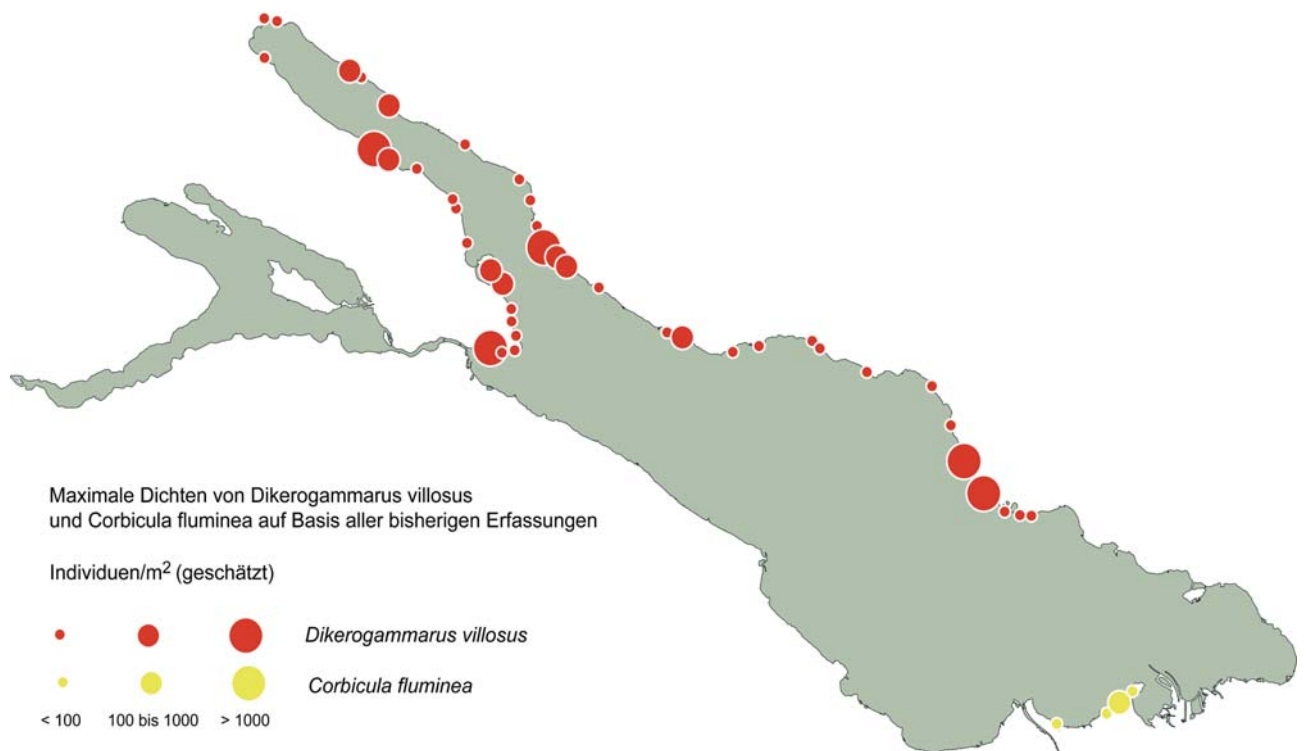 Maximale Dichten von Dikerogammarus villosus
und Corbicula fluminea auf Basis aller bisherigen Erfassungen
Individuen/m² (geschätzt)
Dikerogammarus villosus
Corbicula fluminea
< 100 100 bis 1000 > 1000